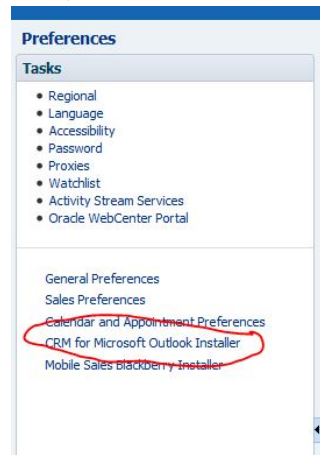 Preferences
Tasks
Regional
Language
Accessibility
Password
Proxies
Watchlist
Activity Stream Services
Oracle WebCenter Portal
General Preferences
Sales Preferences
Calendar and Appointment Preferences
CRM for Microsoft Outlook Installer
Mobile Sales Blackberry Installer